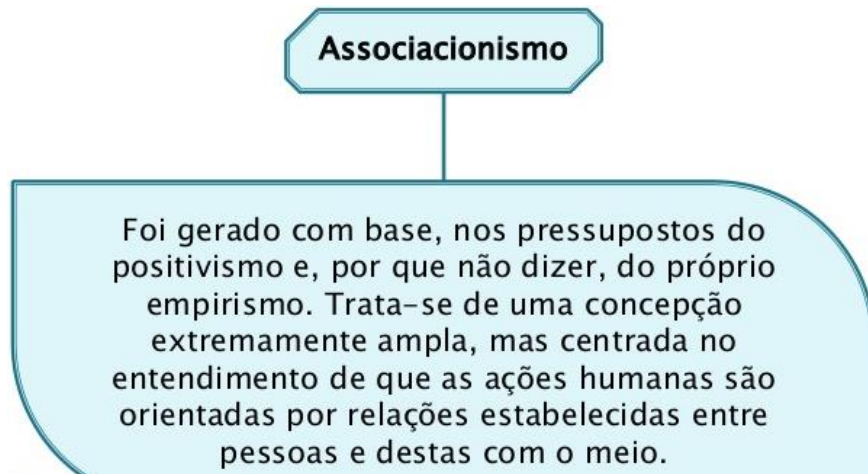 Associacionismo
Foi gerado com base, nos pressupostos do
positivismo e, por que não dizer, do próprio
empirismo. Trata-se de uma concepção
extremamente ampla, mas centrada no
entendimento de que as ações humanas são
orientadas por relações estabelecidas entre
pessoas e destas com o meio.